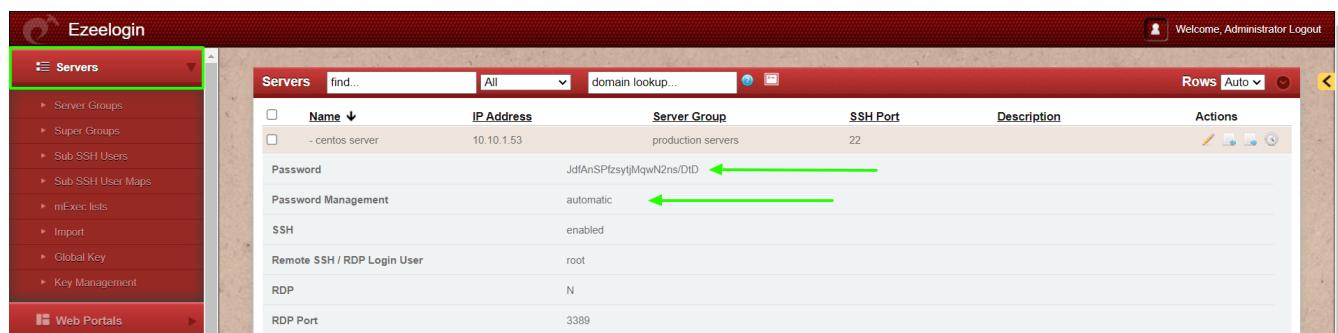 Ezeelogin
Welcome, Administrator Logout
Servers
Server Groups
Super Groups
Sub SSH Users
Sub SSH User Maps
mExec lists
Import
Global Key
Key Management
Web Portals
Servers find... All domain lookup... Rows Auto
Name IP Address Server Group SSH Port Description Actions
- centos server 10.10.1.53 production servers 22
Password JdfAnSPfzsytjMqwN2ns/DtD
Password Management automatic
SSH enabled
Remote SSH / RDP Login User root
RDP N
RDP Port 3389